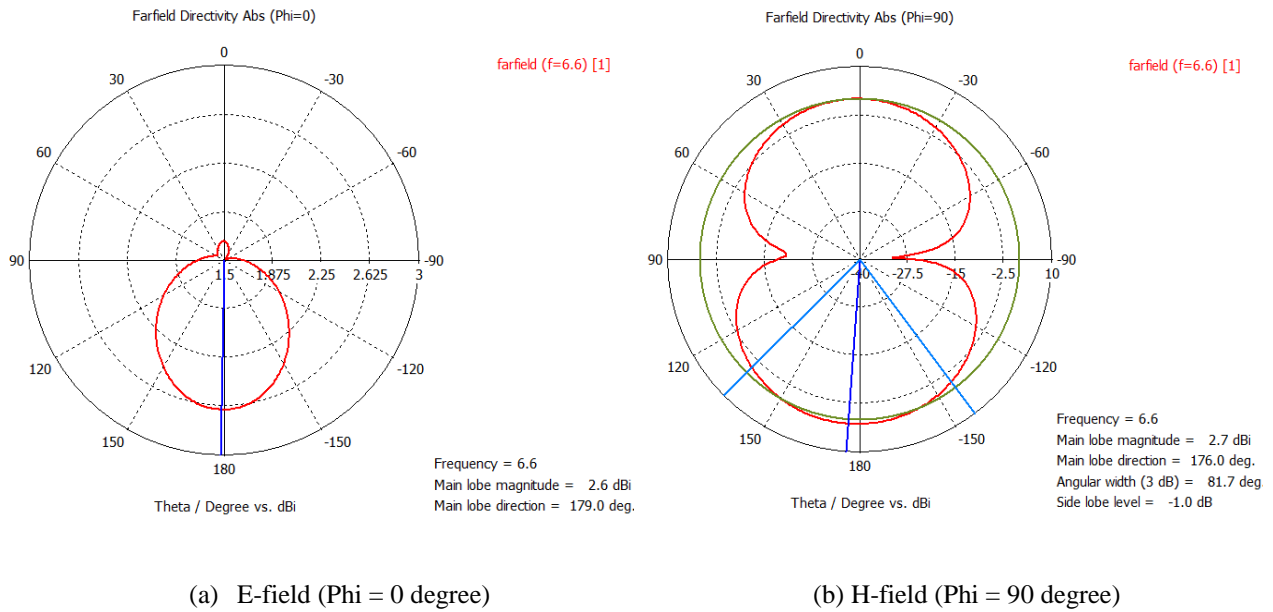 Farfield Directivity Abs (Phi=0)
farfield (f=6.6) [1]
0
30
-30
60
-60
90
1.5
1.875
2.25
2.625
3
-90
120
-120
150
-150
180
Theta / Degree vs. dBi
Frequency = 6.6
Main lobe magnitude = 2.6 dBi
Main lobe direction = 179.0 deg.
(a) E-field (Phi = 0 degree)
Farfield Directivity Abs (Phi=90)
farfield (f=6.6) [1]
0
30
-30
60
-60
90
-40
-27.5
-15
-2.5
10
-90
120
-120
150
-150
180
Theta / Degree vs. dBi
Frequency = 6.6
Main lobe magnitude = 2.7 dBi
Main lobe direction = 176.0 deg.
Angular width (3 dB) = 81.7 deg.
Side lobe level = -1.0 dB
(b) H-field (Phi = 90 degree)